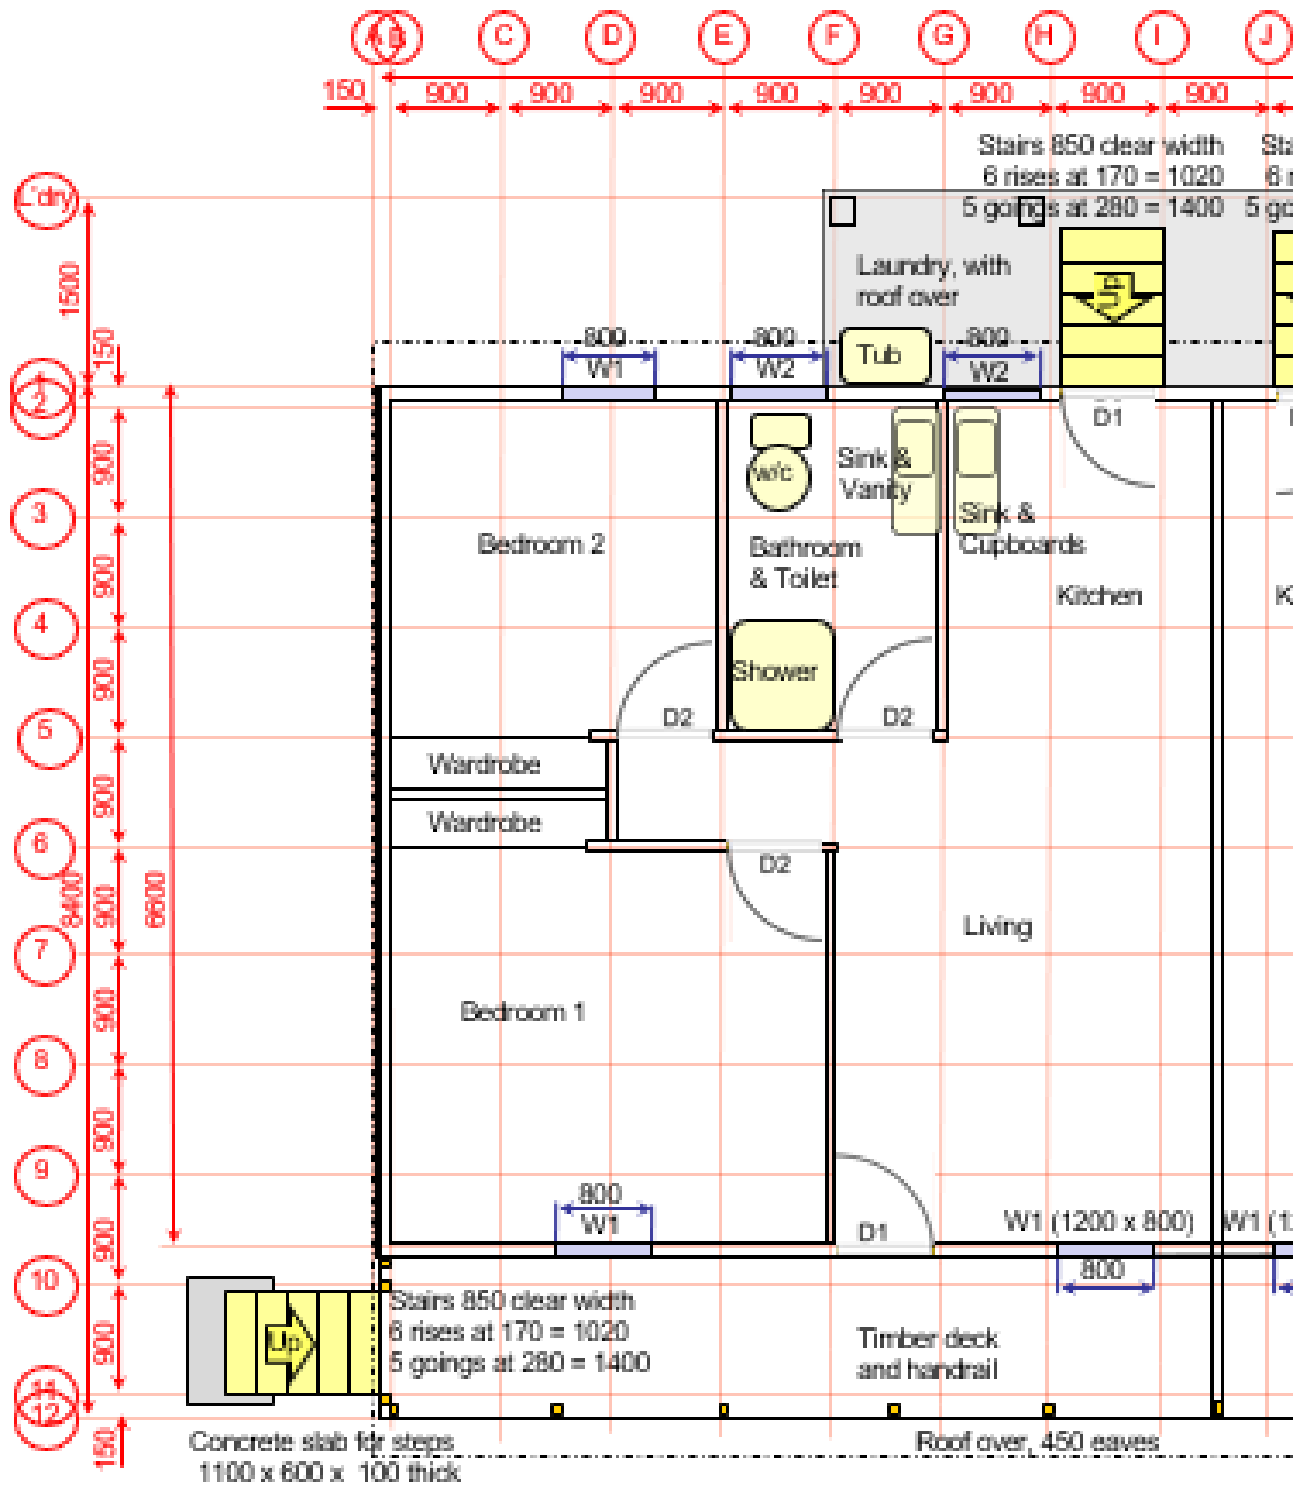 A B C D E F G H I J
150 900 900 900 900 900 900 900 900
Stairs 850 clear width
6 rises at 170 = 1020
5 goings at 280 = 1400
Sta
6 r
5 go
L'dry
1500
150
Laundry, with
roof over
Up
800
W1
800
W2
Tub
800
W2
D1
2
900
3
900
4
900
5
900
6
900
7
900
8
900
9
900
10
900
11
12
150
8400
6600
w/c
Sink &
Vanity
Sink &
Cupboards
Bedroom 2
Bathroom
& Toilet
Kitchen
K
Shower
D2
D2
Wardrobe
Wardrobe
D2
Living
Bedroom 1
800
W1
D1
W1 (1200 x 800)
W1 (12
800
Up
Stairs 850 clear width
6 rises at 170 = 1020
5 goings at 280 = 1400
Timber deck
and handrail
Concrete slab for steps
1100 x 600 x 100 thick
Roof over, 450 eaves